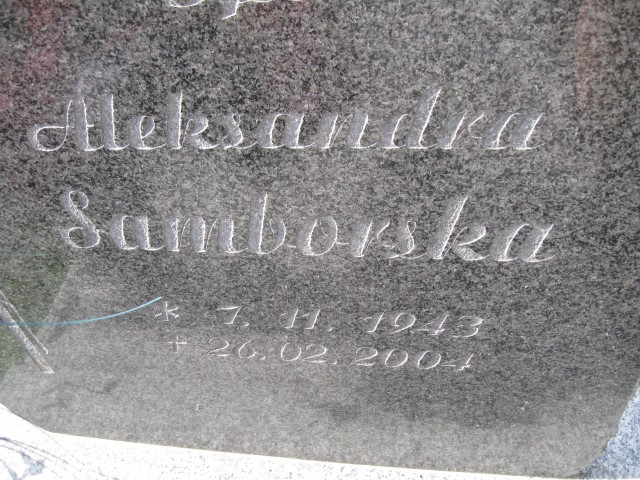 Aleksandra
Samborska
* 7. 11. 1943
+ 26.02.2004